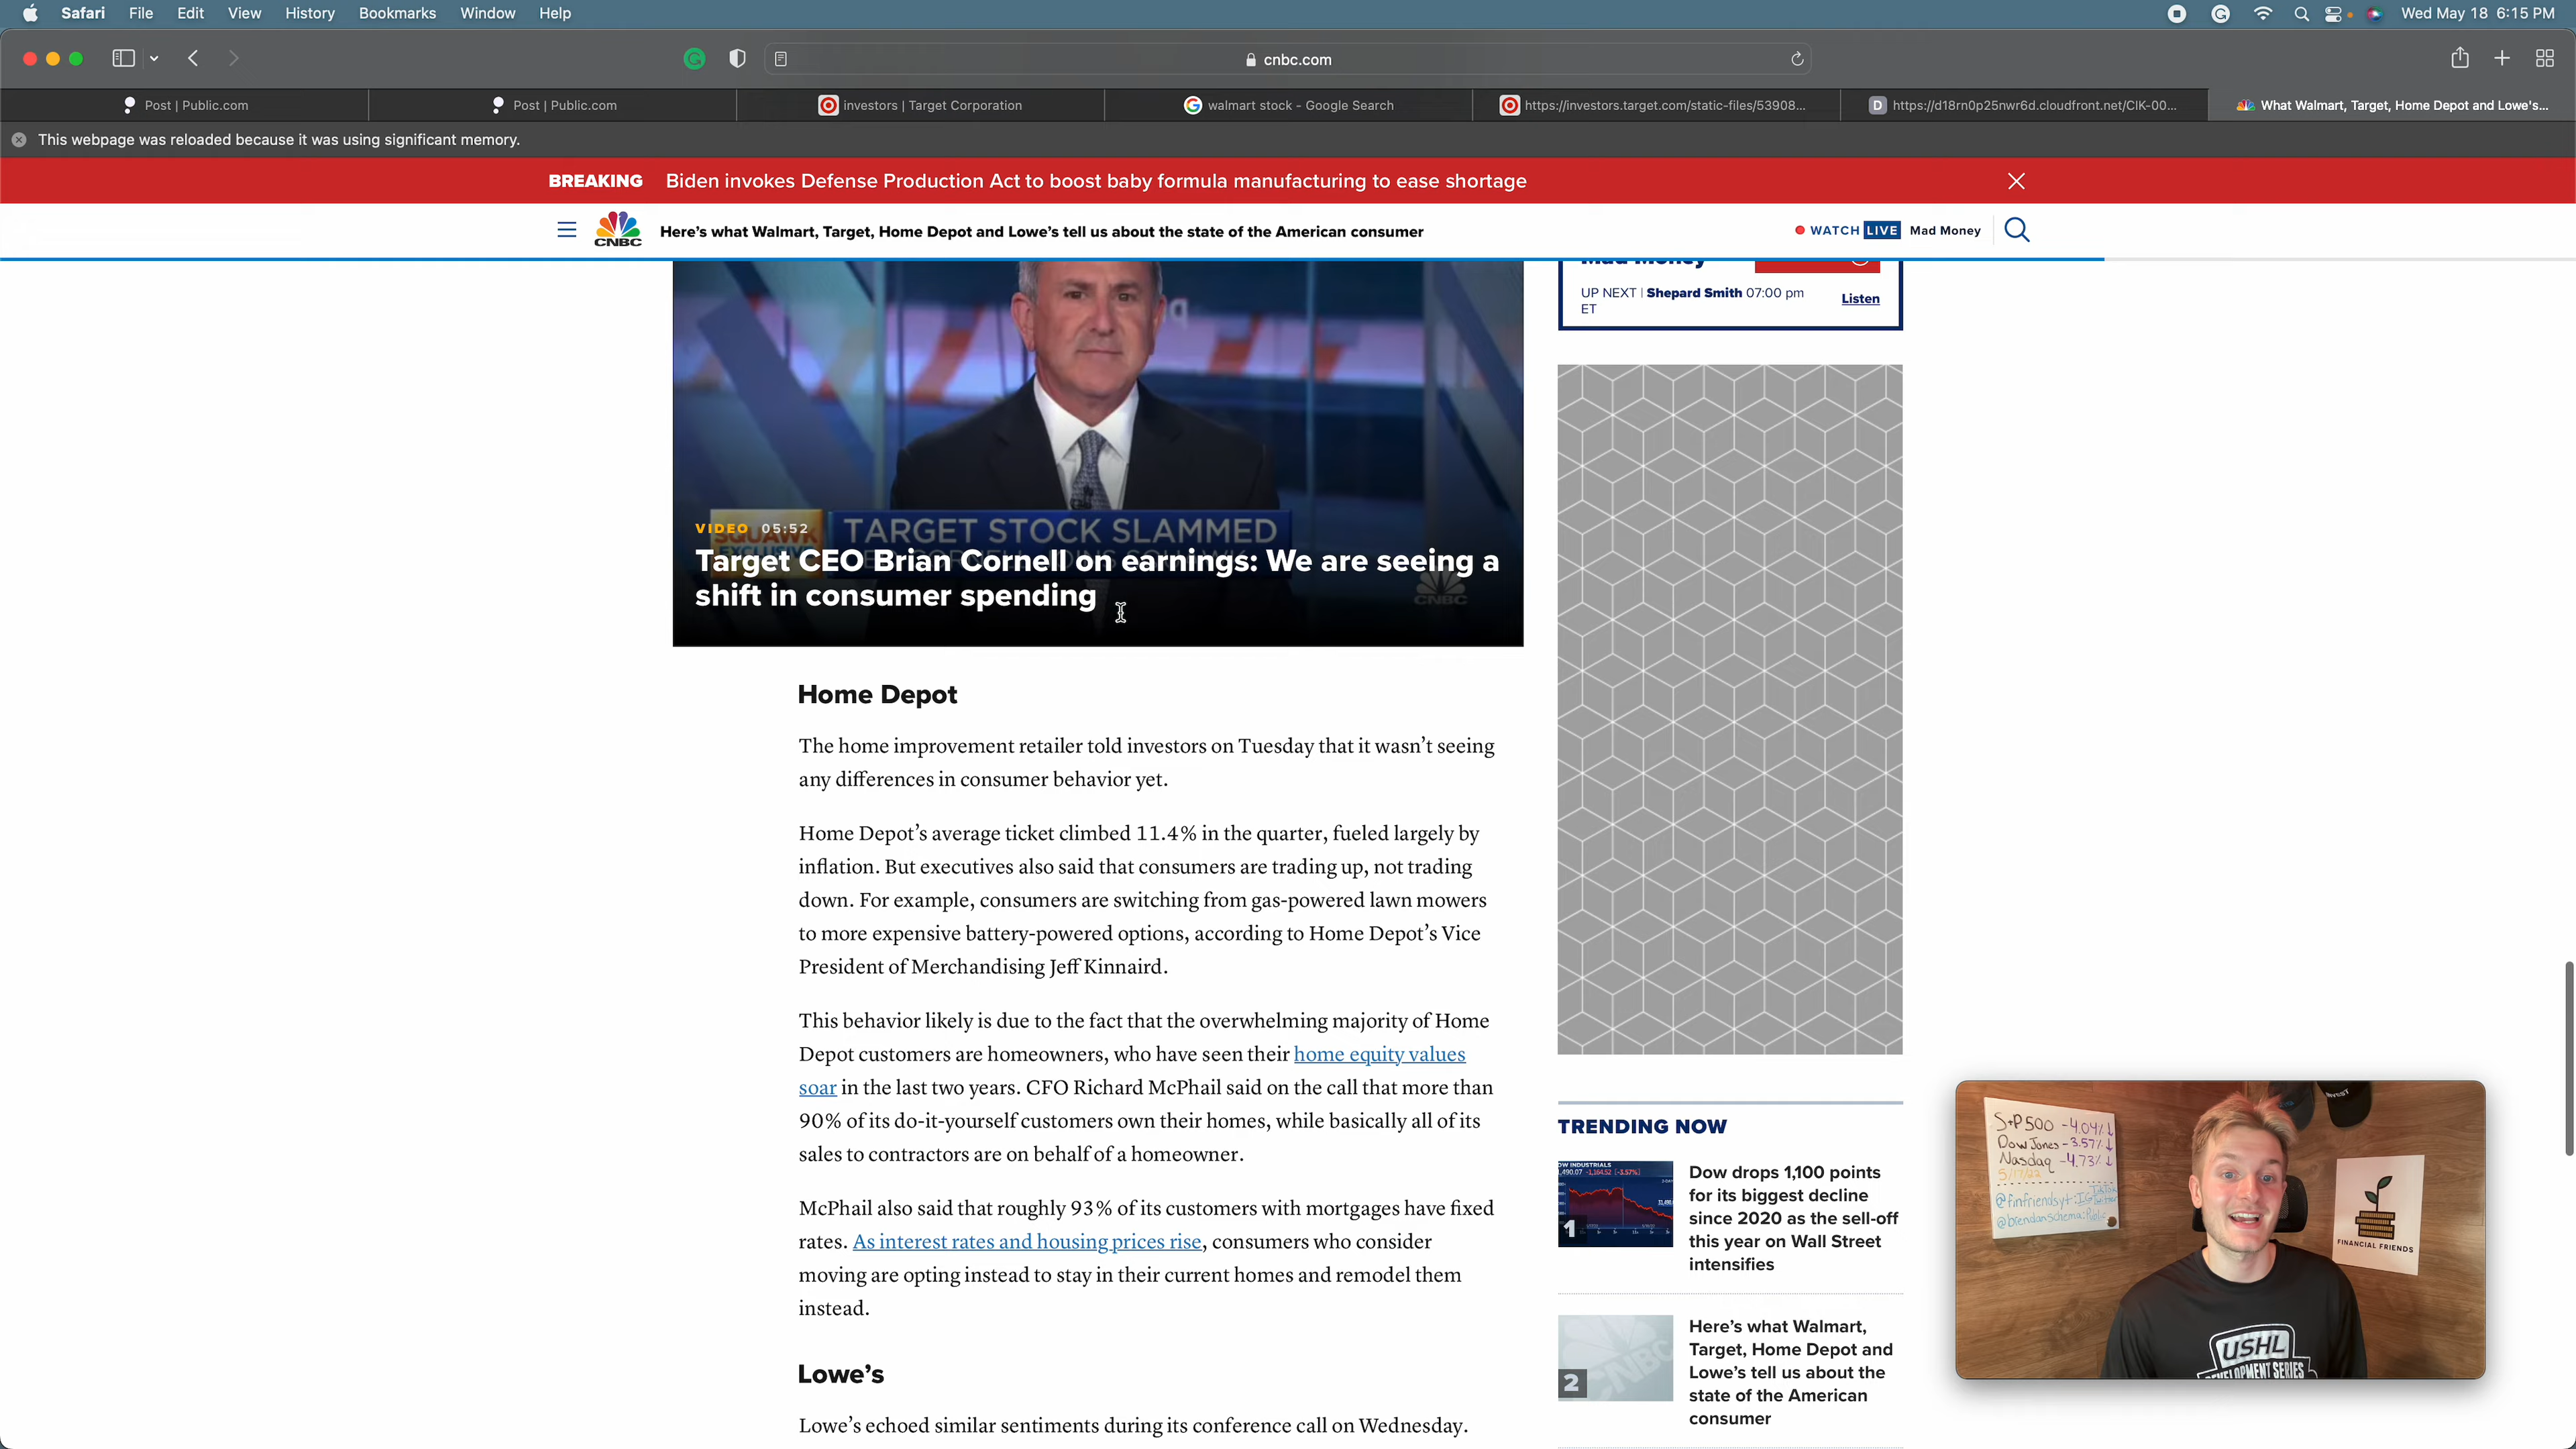 Safari File Edit View History Bookmarks Window Help
Wed May 18 6:15 PM
cnbc.com
Post | Public.com
Post | Public.com
investors | Target Corporation
walmart stock - Google Search
https://investors.target.com/static-files/53908...
D https://d18rn0p25nwr6d.cloudfront.net/CIK-00...
What Walmart, Target, Home Depot and Lowe's...
This webpage was reloaded because it was using significant memory.
BREAKING Biden invokes Defense Production Act to boost baby formula manufacturing to ease shortage
CNBC
Here's what Walmart, Target, Home Depot and Lowe's tell us about the state of the American consumer
WATCH LIVE Mad Money
Mad Money
UP NEXT | Shepard Smith 07:00 pm
ET
Listen
VIDEO 05:52
TARGET STOCK SLAMMED
Target CEO Brian Cornell on earnings: We are seeing a
shift in consumer spending
CNBC
Home Depot
The home improvement retailer told investors on Tuesday that it wasn't seeing
any differences in consumer behavior yet.
Home Depot's average ticket climbed 11.4% in the quarter, fueled largely by
inflation. But executives also said that consumers are trading up, not trading
down. For example, consumers are switching from gas-powered lawn mowers
to more expensive battery-powered options, according to Home Depot's Vice
President of Merchandising Jeff Kinnaird.
This behavior likely is due to the fact that the overwhelming majority of Home
Depot customers are homeowners, who have seen their home equity values
soar in the last two years. CFO Richard McPhail said on the call that more than
90% of its do-it-yourself customers own their homes, while basically all of its
sales to contractors are on behalf of a homeowner.
McPhail also said that roughly 93% of its customers with mortgages have fixed
rates. As interest rates and housing prices rise, consumers who consider
moving are opting instead to stay in their current homes and remodel them
instead.
Lowe's
Lowe's echoed similar sentiments during its conference call on Wednesday.
TRENDING NOW
1
Dow drops 1,100 points
for its biggest decline
since 2020 as the sell-off
this year on Wall Street
intensifies
2
Here's what Walmart,
Target, Home Depot and
Lowe's tell us about the
state of the American
consumer
S+P 500 -4.04% ↓
Dow Jones -3.57% ↓
Nasdaq -4.73% ↓
@brendanschema: Public
FINANCIAL FRIENDS
USHL